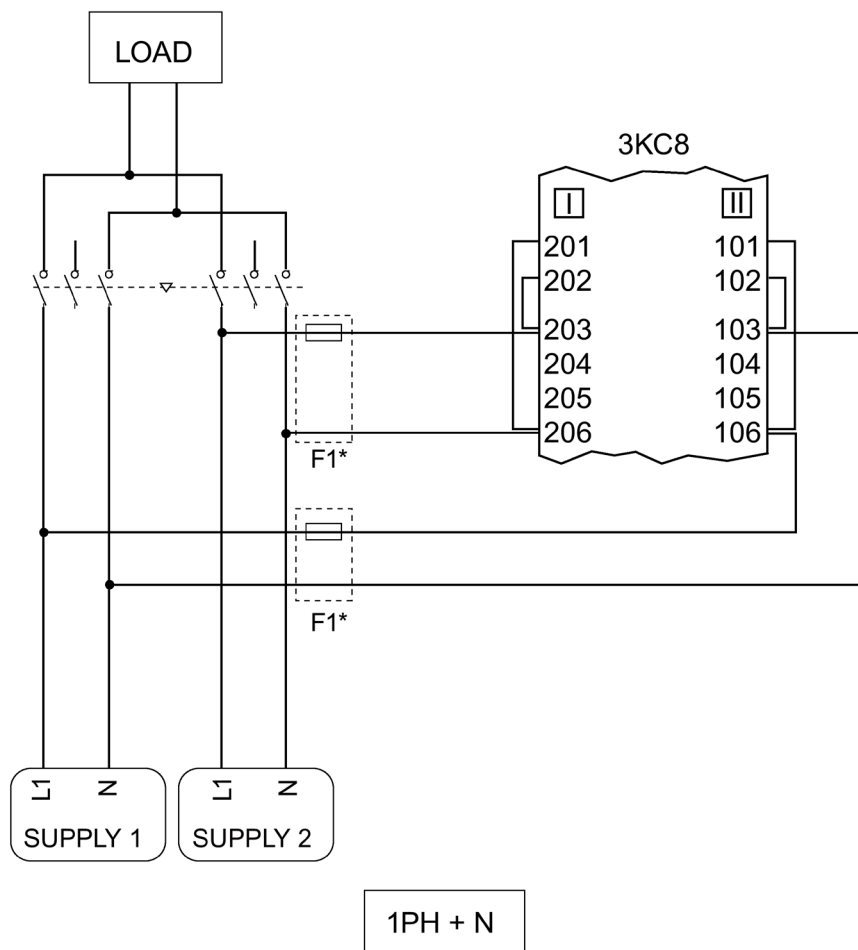 LOAD
3KC8
I II
201 101
202 102
203 103
204 104
205 105
206 106
F1*
F1*
L1 N L1 N
SUPPLY 1 SUPPLY 2
1PH + N